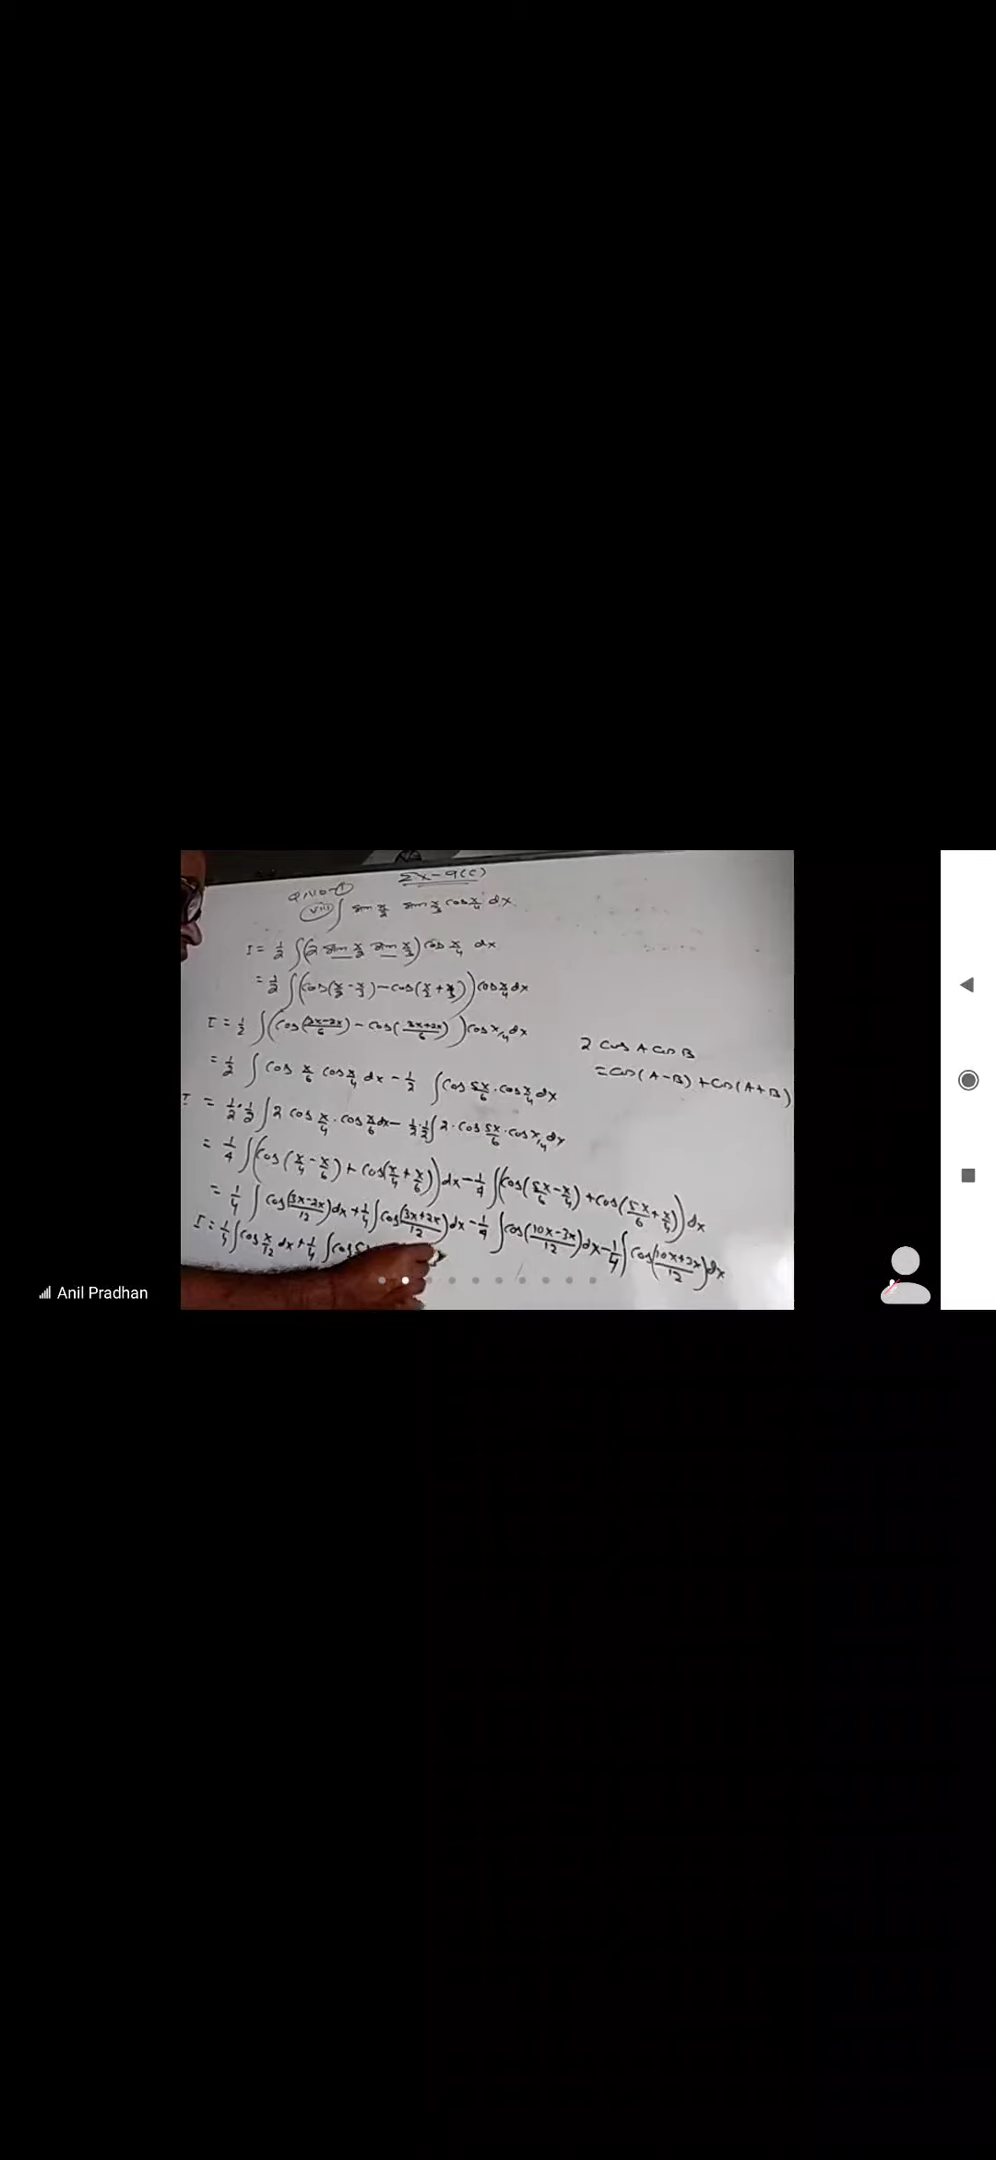 Ex-9(c)
Q.No-1
viii) ∫ sin x/2 sin x/3 cos x/4 dx
I = 1/2 ∫(2 sin x/2 sin x/3) cos x/4 dx
= 1/2 ∫(cos(x/2 - x/3) - cos(x/2 + x/3)) cos x/4 dx
I = 1/2 ∫(cos(3x-2x/6) - cos(3x+2x/6)) cos x/4 dx
= 1/2 ∫ cos x/6 cos x/4 dx - 1/2 ∫ cos 5x/6 · cos x/4 dx
2 cos A cos B
= cos(A-B) + cos(A+B)
I = 1/2 · 1/2 ∫ 2 cos x/4 · cos x/6 dx - 1/2 · 1/2 ∫ 2 · cos 5x/6 · cos x/4 dx
= 1/4 ∫(cos(x/4 - x/6) + cos(x/4 + x/6)) dx - 1/4 ∫(cos(5x/6 - x/4) + cos(5x/6 + x/4)) dx
= 1/4 ∫ cos(3x-2x/12) dx + 1/4 ∫ cos(3x+2x/12) dx - 1/4 ∫ cos(10x-3x/12) dx - 1/4 ∫ cos(10x+3x/12) dx
I = 1/4 ∫ cos x/12 dx + 1/4 ∫ cos 5
Anil Pradhan